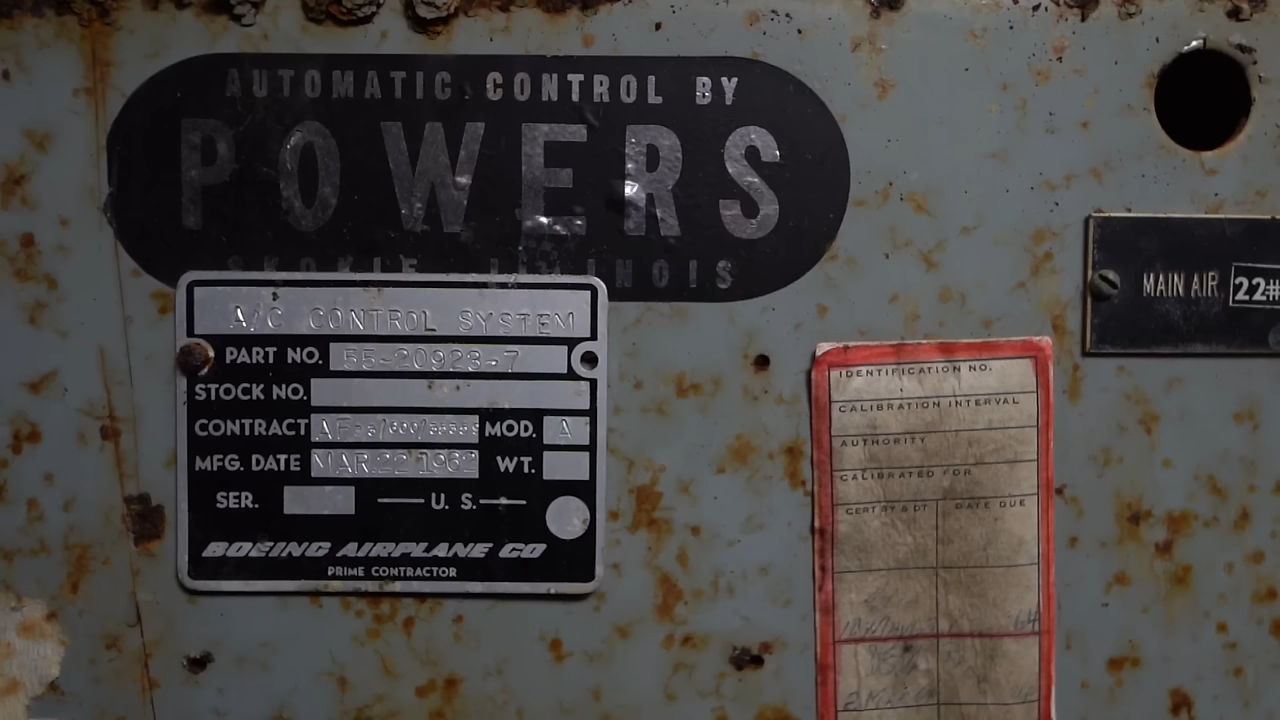 AUTOMATIC CONTROL BY
POWERS
SKOKIE ILLINOIS
A/C CONTROL SYSTEM
PART NO. 55-20923-7
STOCK NO.
CONTRACT MOD. A
MFG. DATE MAR 22 1962 WT.
SER. U. S.
BOEING AIRPLANE CO
PRIME CONTRACTOR
MAIN AIR 22#
IDENTIFICATION NO.
CALIBRATION INTERVAL
AUTHORITY
CALIBRATED FOR
CERT BY & DT DATE DUE
64